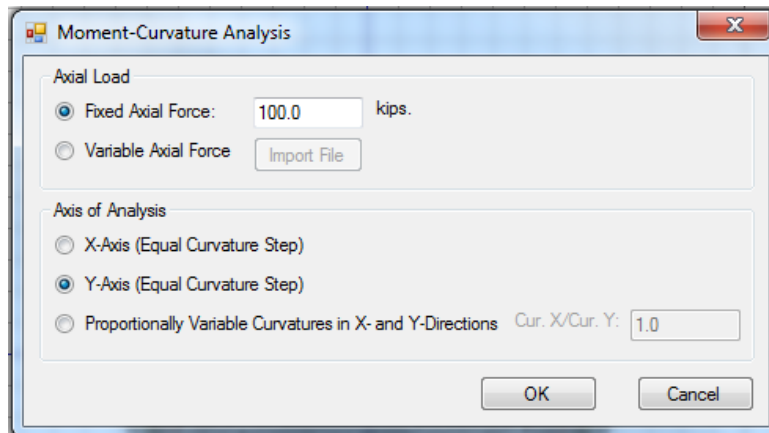 Moment-Curvature Analysis
Axial Load
Fixed Axial Force: 100.0 kips.
Variable Axial Force Import File
Axis of Analysis
X-Axis (Equal Curvature Step)
Y-Axis (Equal Curvature Step)
Proportionally Variable Curvatures in X- and Y-Directions Cur. X/Cur. Y: 1.0
OK Cancel